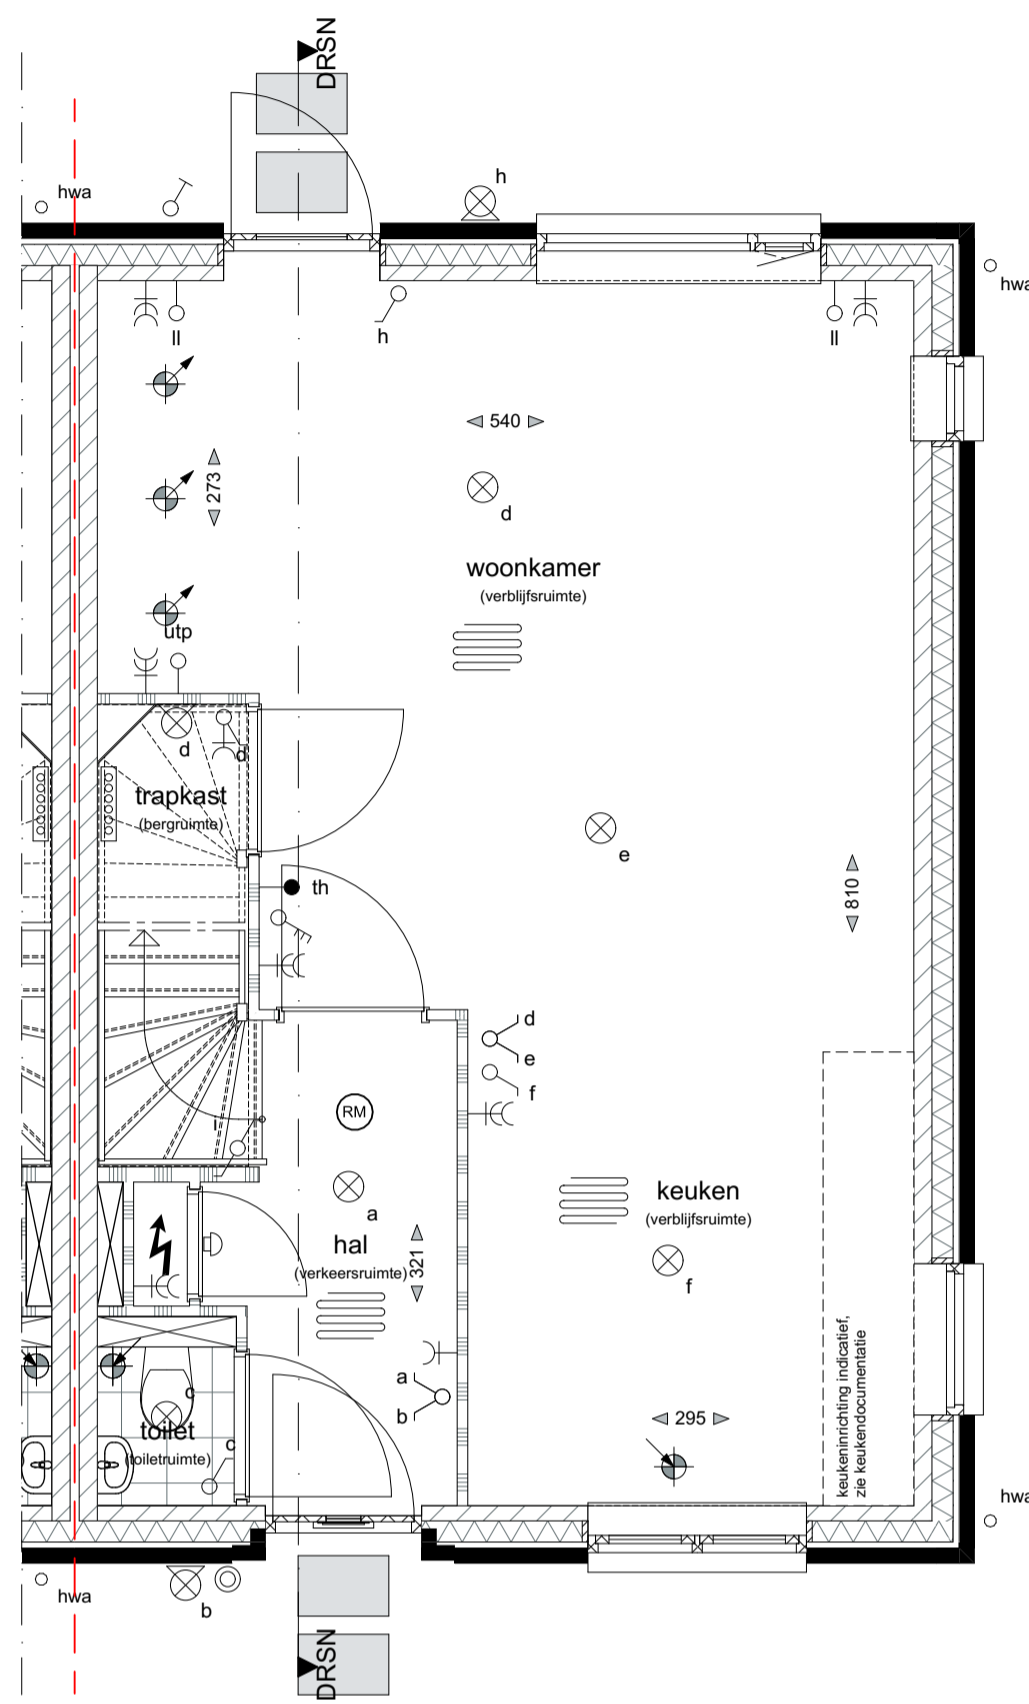 DRSN
hwa
h
hwa
ll
h
ll
540
273
d
woonkamer
(verblijfsruimte)
utp
d
d
trapkast
(bergruimte)
e
th
810
d
e
f
RM
i
a
keuken
(verblijfsruimte)
hal
(verkeersruimte)
321
f
keukeninrichting indicatief,
zie keukendocumentatie
a
b
c
295
toilet
(toiletruimte)
c
hwa
hwa
b
DRSN